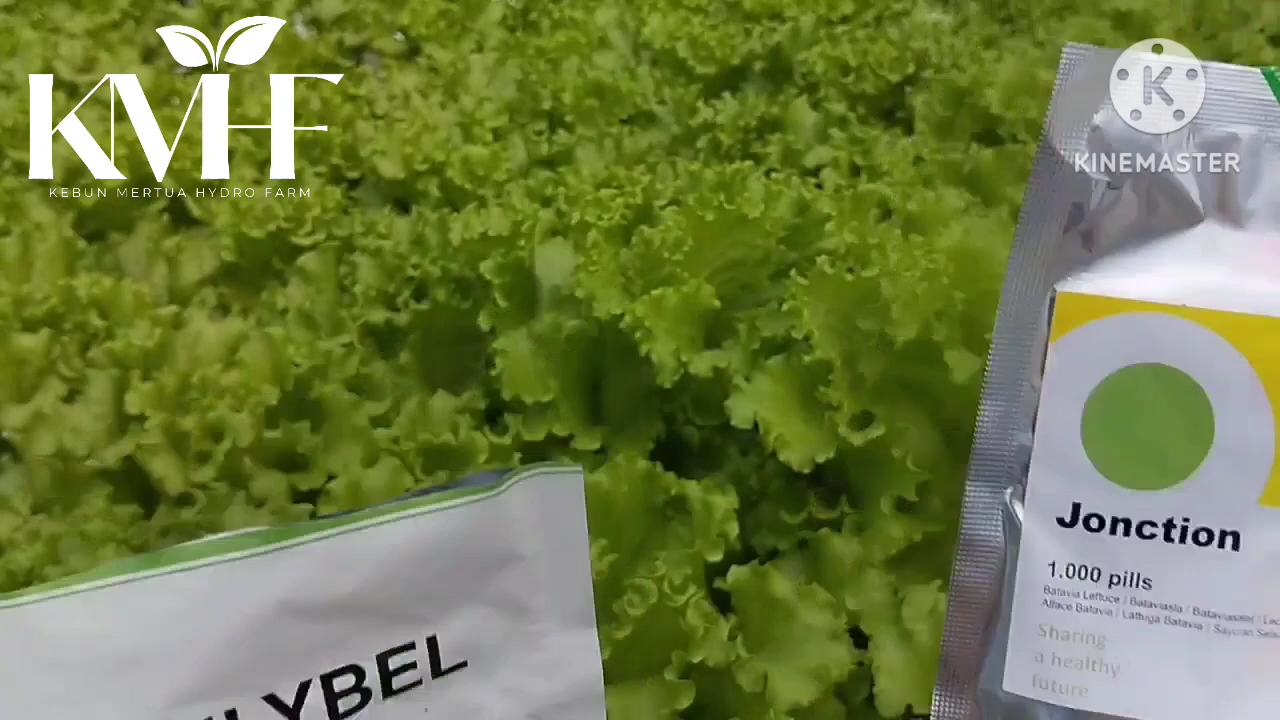 KMHF
KEBUN MERTUA HYDRO FARM
K
KINEMASTER
Jonction
1.000 pills
Batavia Lettuce / Bataviasla / Bataviasalat /
Alface Batavia / Lattuga Batavia / Sayuran
Sharing
a healthy
future
LYBEL